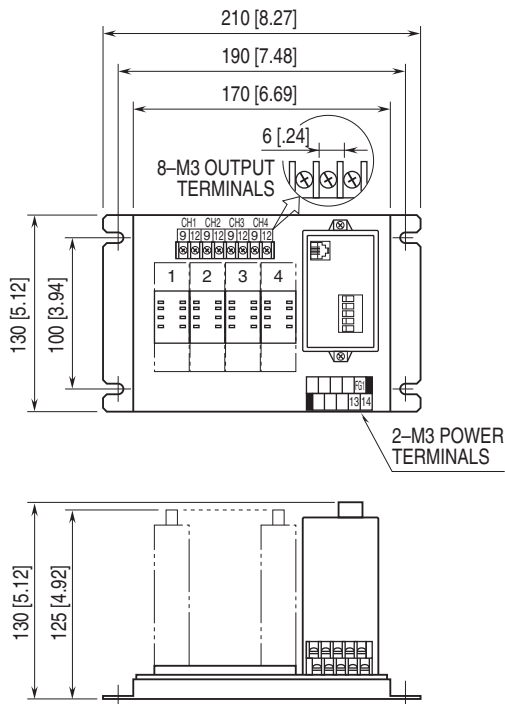 210 [8.27]
190 [7.48]
170 [6.69]
6 [.24]
8–M3 OUTPUT
TERMINALS
CH1 CH2 CH3 CH4
9 12 9 12 9 12 9 12
1 2 3 4
130 [5.12]
100 [3.94]
FG1
13 14
2–M3 POWER
TERMINALS
130 [5.12]
125 [4.92]